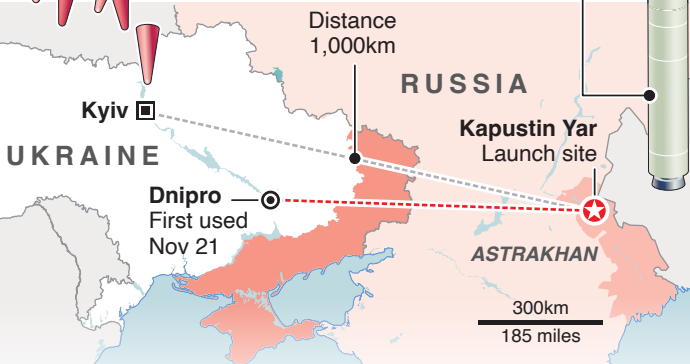 Distance
1,000km
RUSSIA
Kyiv
Kapustin Yar
Launch site
UKRAINE
Dnipro
First used
Nov 21
ASTRAKHAN
300km
185 miles